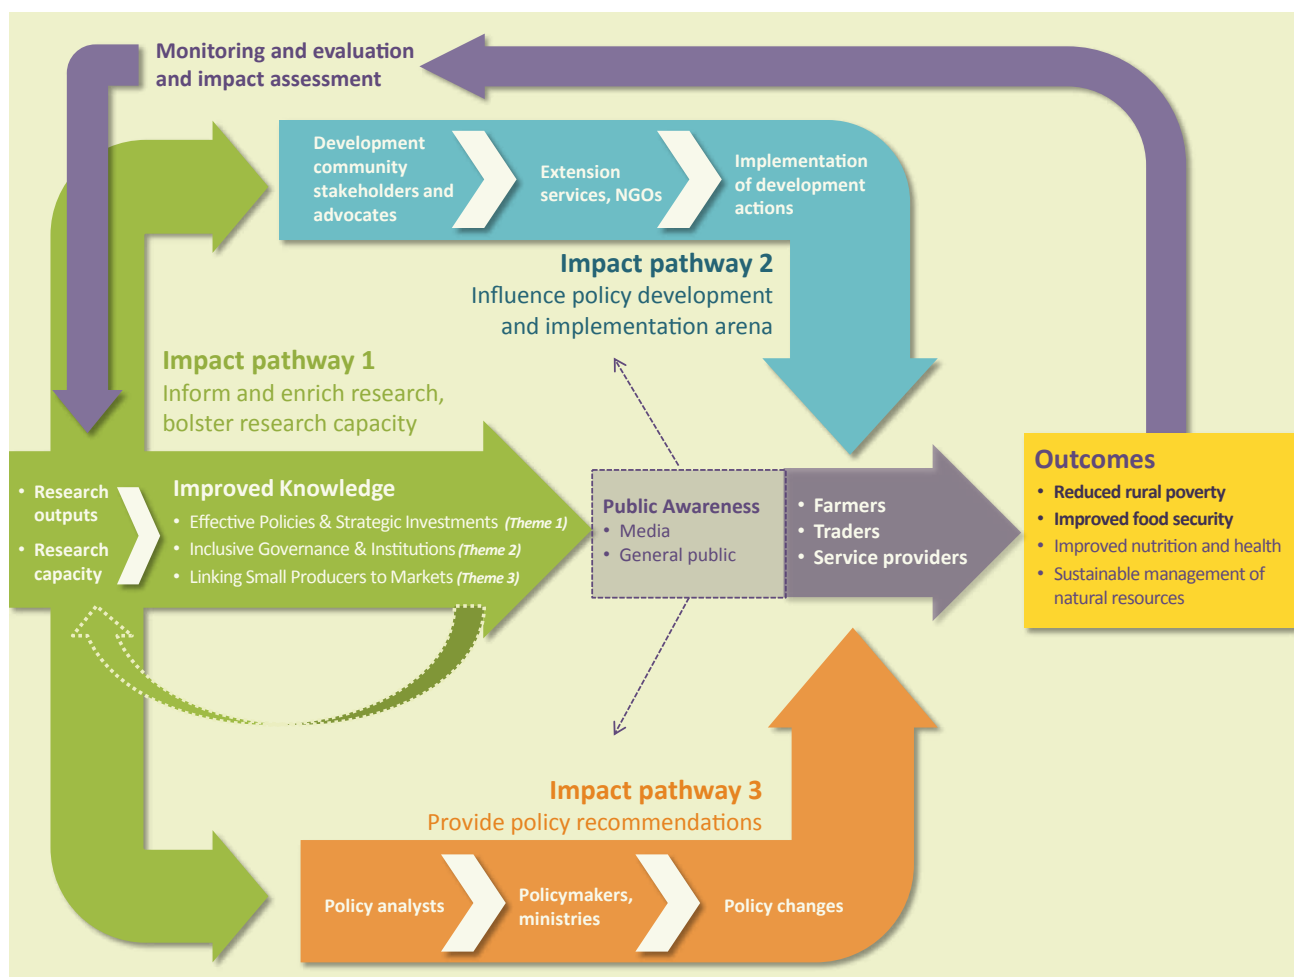 Monitoring and evaluation
and impact assessment
Development
community
stakeholders and
advocates
Extension
services, NGOs
Implementation
of development
actions
Impact pathway 2
Influence policy development
and implementation arena
Impact pathway 1
Inform and enrich research,
bolster research capacity
• Research
outputs
• Research
capacity
Improved Knowledge
• Effective Policies & Strategic Investments (Theme 1)
• Inclusive Governance & Institutions (Theme 2)
• Linking Small Producers to Markets (Theme 3)
Public Awareness
• Media
• General public
• Farmers
• Traders
• Service providers
Outcomes
• Reduced rural poverty
• Improved food security
• Improved nutrition and health
• Sustainable management of
natural resources
Impact pathway 3
Provide policy recommendations
Policy analysts
Policymakers,
ministries
Policy changes